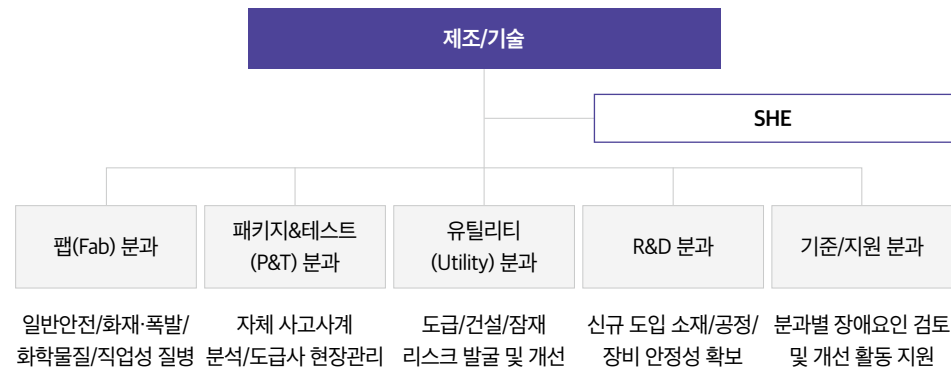 제조/기술
SHE
팹(Fab) 분과
패키지&테스트
(P&T) 분과
유틸리티
(Utility) 분과
R&D 분과
기준/지원 분과
일반안전/화재·폭발/
화학물질/직업성 질병
자체 사고사계
분석/도급사 현장관리
도급/건설/잠재
리스크 발굴 및 개선
신규 도입 소재/공정/
장비 안정성 확보
분과별 장애요인 검토
및 개선 활동 지원